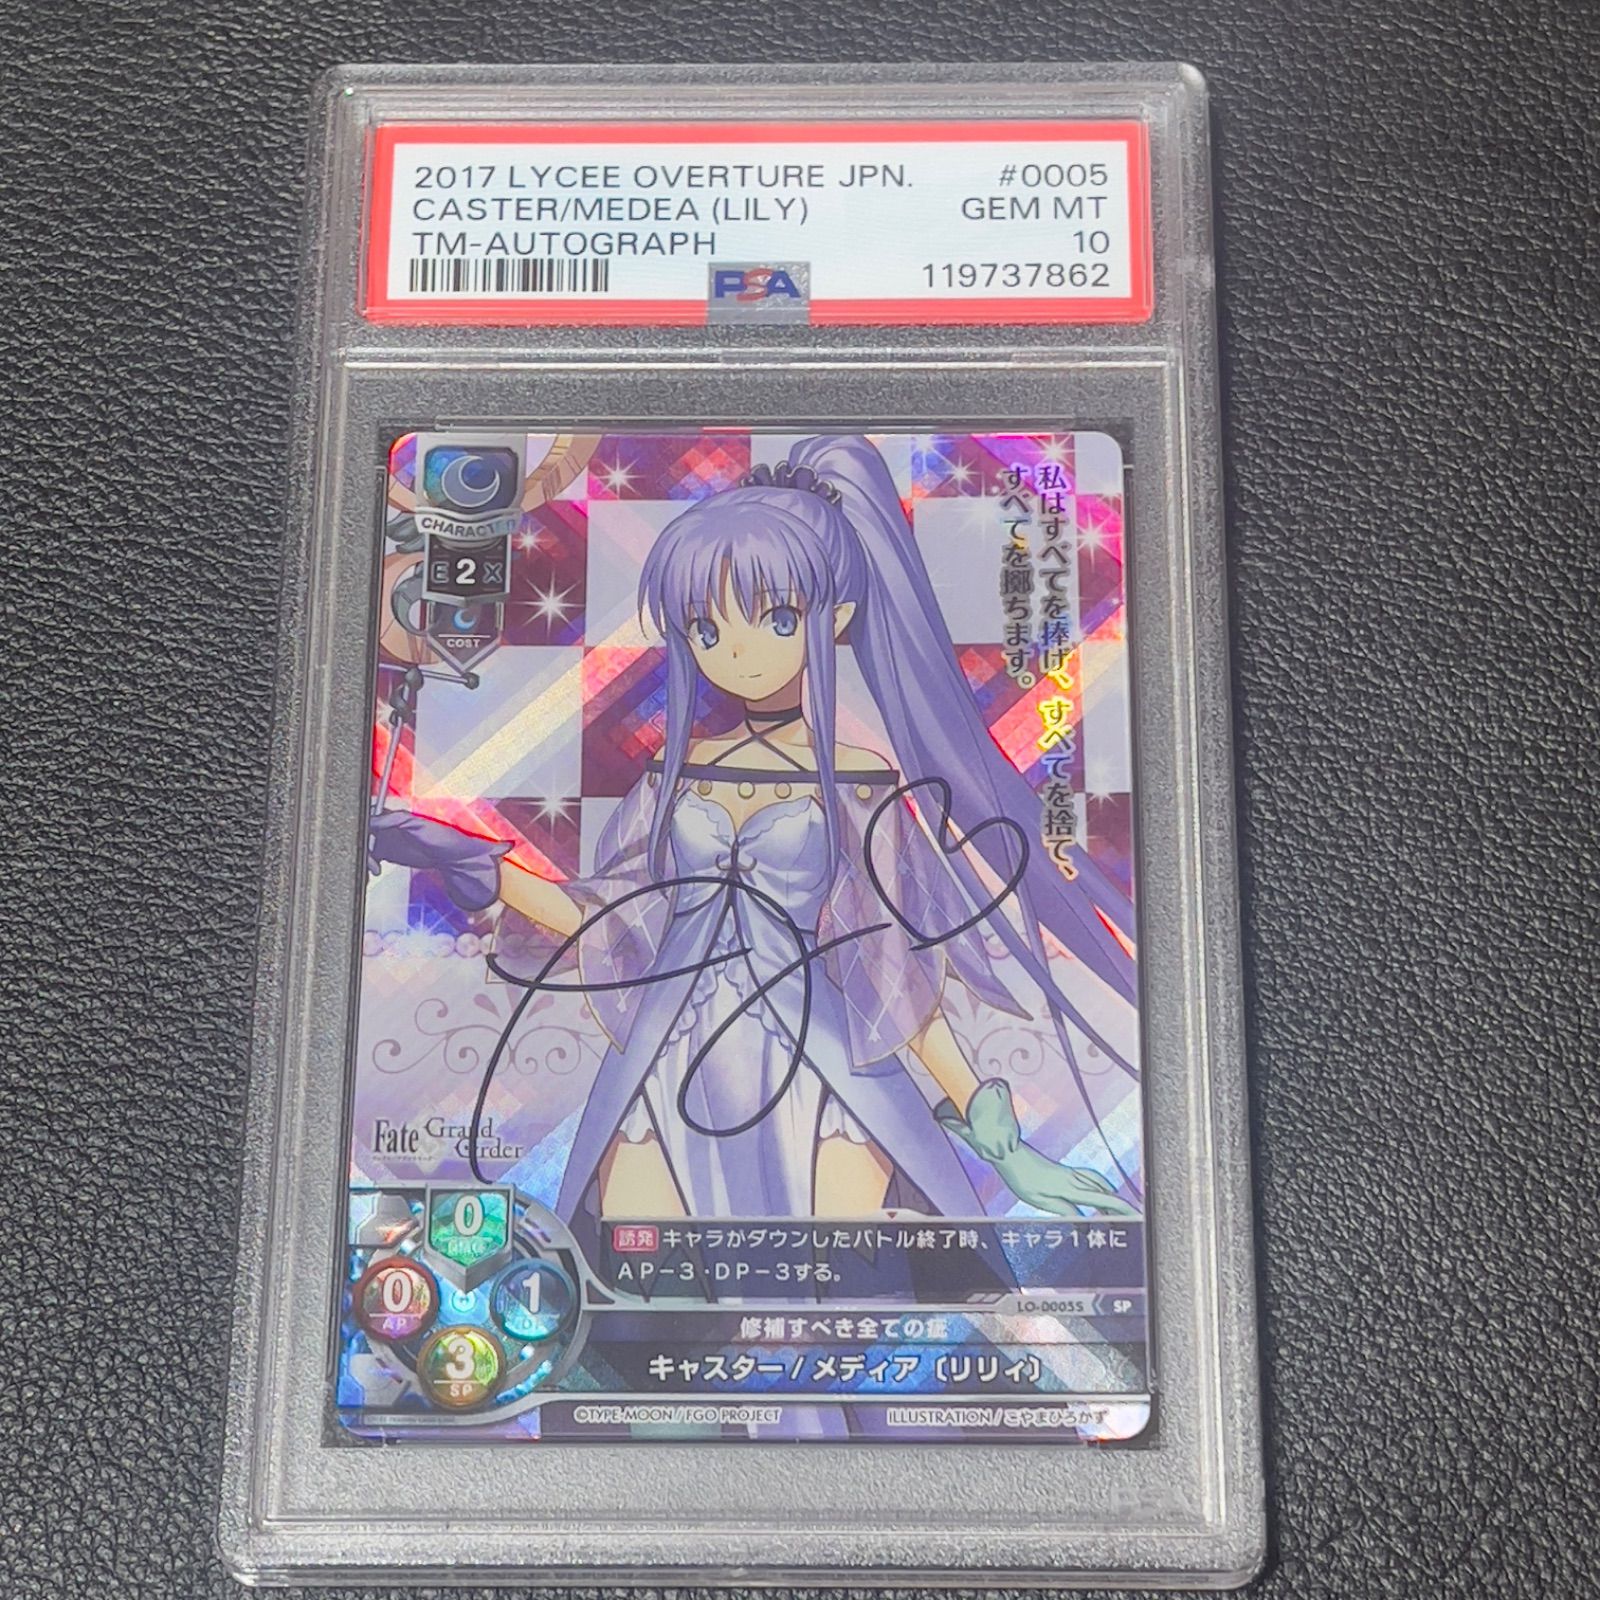 2017 LYCEE OVERTURE JPN. #0005
CASTER/MEDEA (LILY) GEM MT
TM-AUTOGRAPH 10
PSA 119737862
CHARACTER
E 2 X
COST
私はすべてを捧げ、すべてを捨て、
すべてを擲ちます。
Fate Grand Order
0
0 AP
1 DP
3 SP
誘発 キャラがダウンしたバトル終了時、キャラ1体に
AP-3・DP-3する。
LO-0005S SP
修補すべき全ての疵
キャスター/メディア〔リリィ〕
©TYPE-MOON / FGO PROJECT ILLUSTRATION / こやまひろかず